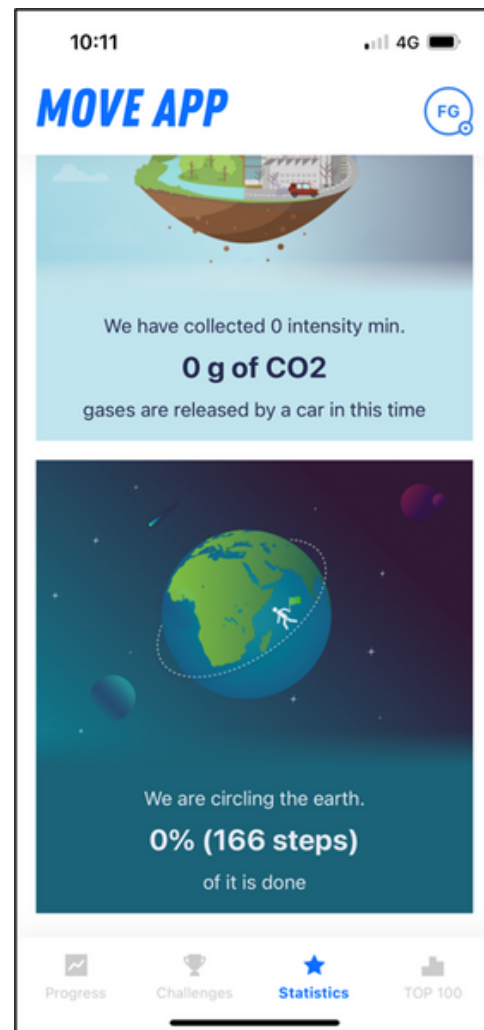 10:11
4G
MOVE APP
FG
We have collected 0 intensity min.
0 g of CO2
gases are released by a car in this time
We are circling the earth.
0% (166 steps)
of it is done
Progress
Challenges
Statistics
TOP 100